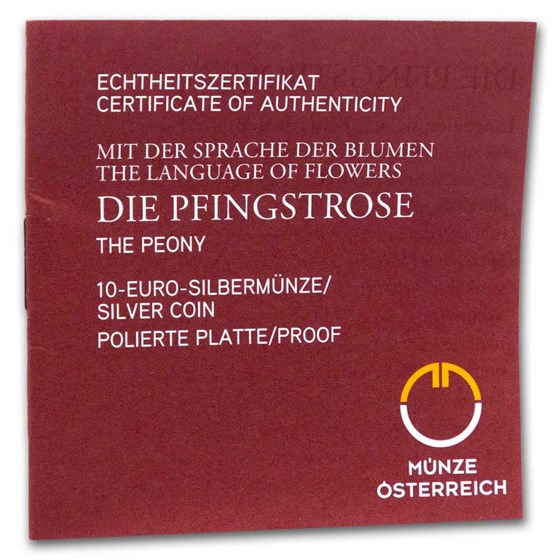 ECHTHEITSZERTIFIKAT
CERTIFICATE OF AUTHENTICITY
MIT DER SPRACHE DER BLUMEN
THE LANGUAGE OF FLOWERS
DIE PFINGSTROSE
THE PEONY
10-EURO-SILBERMÜNZE/
SILVER COIN
POLIERTE PLATTE/PROOF
MÜNZE
ÖSTERREICH